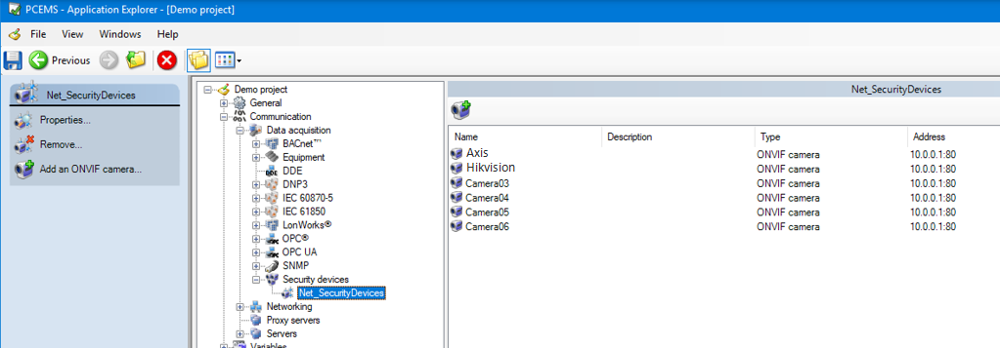 PCEMS - Application Explorer - [Demo project]
File View Windows Help
Previous
Net_SecurityDevices
Properties...
Remove...
Add an ONVIF camera...
Demo project
General
Communication
Data acquisition
BACnet™
Equipment
DDE
DNP3
IEC 60870-5
IEC 61850
LonWorks®
OPC®
OPC UA
SNMP
Security devices
Net_SecurityDevices
Networking
Proxy servers
Servers
Variables
Net_SecurityDevices
Name Description Type Address
Axis ONVIF camera 10.0.0.1:80
Hikvision ONVIF camera 10.0.0.1:80
Camera03 ONVIF camera 10.0.0.1:80
Camera04 ONVIF camera 10.0.0.1:80
Camera05 ONVIF camera 10.0.0.1:80
Camera06 ONVIF camera 10.0.0.1:80